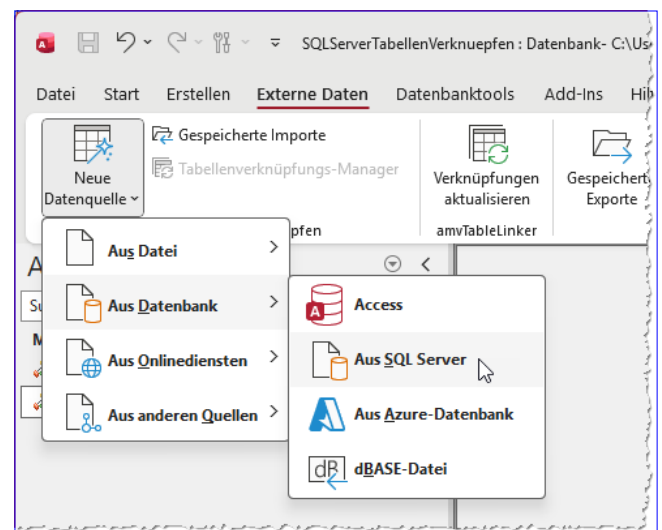 SQLServerTabellenVerknuepfen : Datenbank- C:\Us
Datei Start Erstellen Externe Daten Datenbanktools Add-Ins
Neue Datenquelle
Gespeicherte Importe
Tabellenverknüpfungs-Manager
Verknüpfungen
aktualisieren
Exporte
amvTableLinker
Aus Datei
Aus Datenbank
Aus Onlinediensten
Aus anderen Quellen
Access
Aus SQL Server
Aus Azure-Datenbank
dBASE-Datei